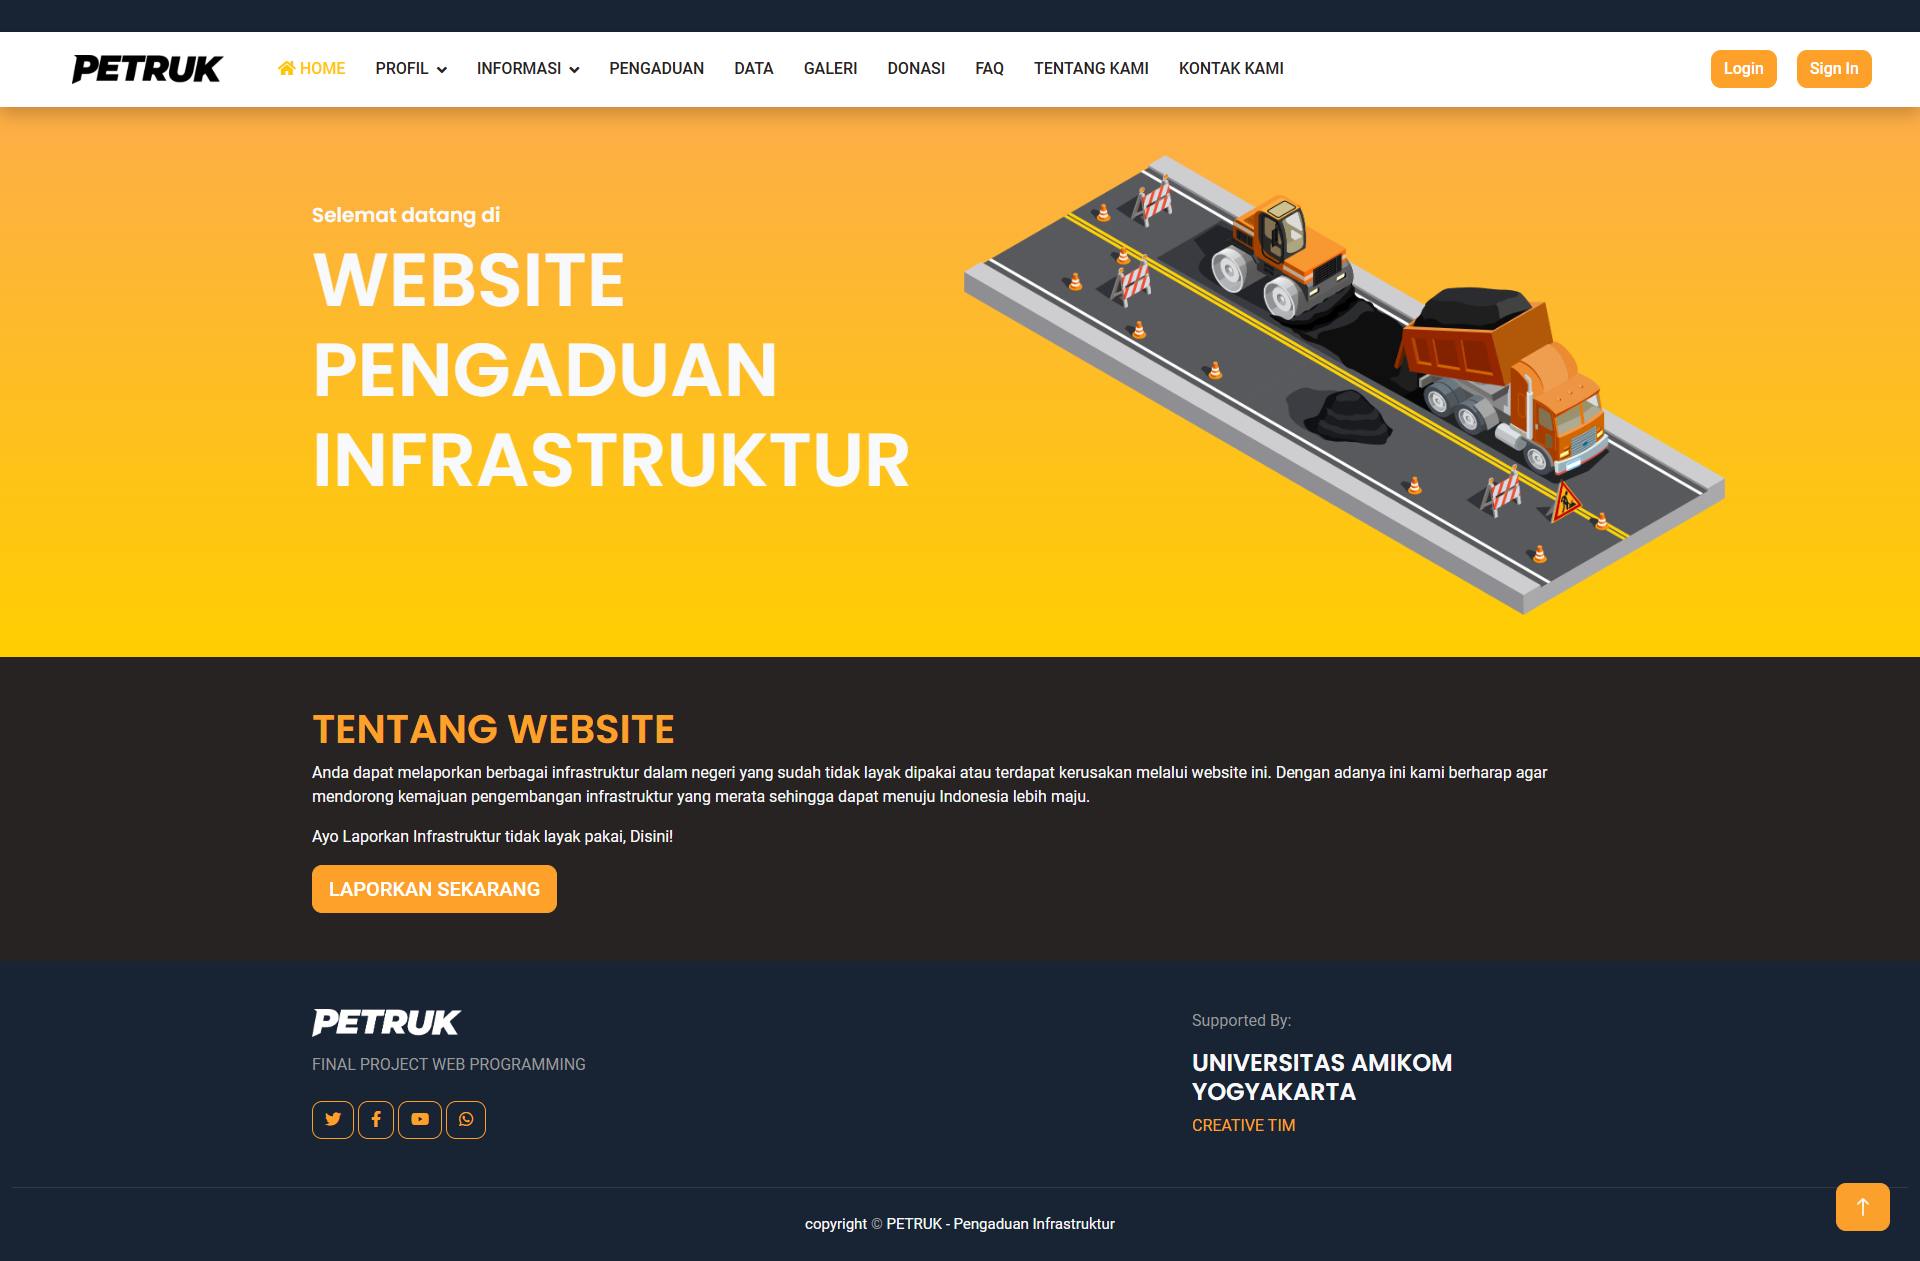 PETRUK
HOME PROFIL INFORMASI PENGADUAN DATA GALERI DONASI FAQ TENTANG KAMI KONTAK KAMI
Login Sign In
Selemat datang di
WEBSITE
PENGADUAN
INFRASTRUKTUR
TENTANG WEBSITE
Anda dapat melaporkan berbagai infrastruktur dalam negeri yang sudah tidak layak dipakai atau terdapat kerusakan melalui website ini. Dengan adanya ini kami berharap agar
mendorong kemajuan pengembangan infrastruktur yang merata sehingga dapat menuju Indonesia lebih maju.
Ayo Laporkan Infrastruktur tidak layak pakai, Disini!
LAPORKAN SEKARANG
PETRUK
FINAL PROJECT WEB PROGRAMMING
Supported By:
UNIVERSITAS AMIKOM
YOGYAKARTA
CREATIVE TIM
copyright © PETRUK - Pengaduan Infrastruktur